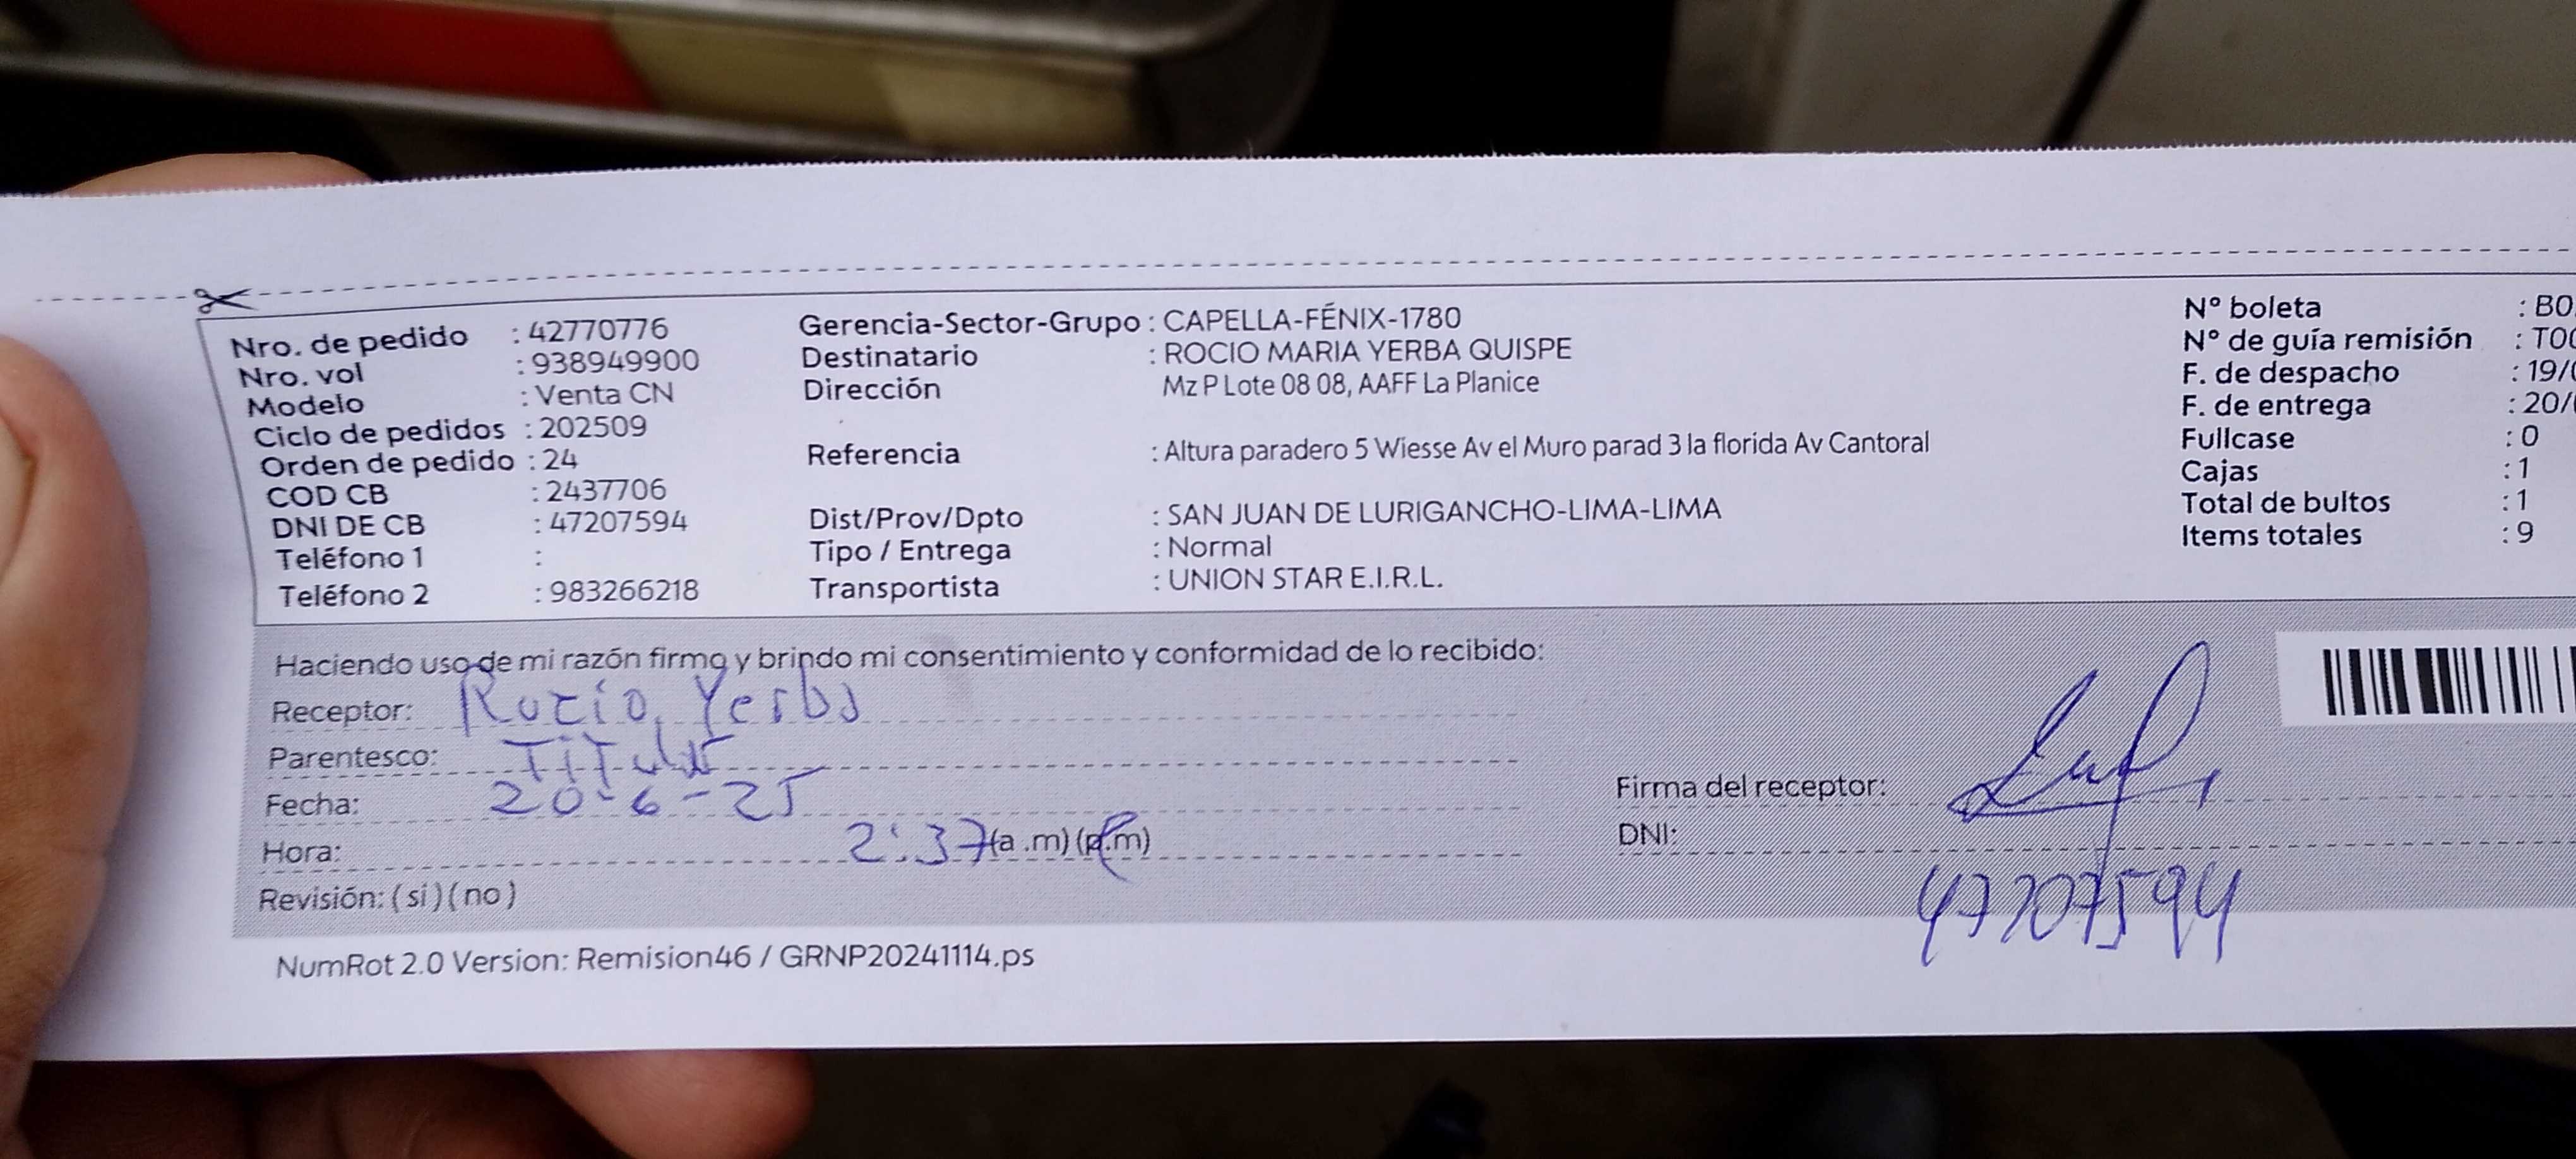 Nro. de pedido : 42770776
Nro. vol : 938949900
Modelo : Venta CN
Ciclo de pedidos : 202509
Orden de pedido : 24
COD CB : 2437706
DNI DE CB : 47207594
Teléfono 1 :
Teléfono 2 : 983266218
Gerencia-Sector-Grupo : CAPELLA-FÉNIX-1780
Destinatario : ROCIO MARIA YERBA QUISPE
Dirección Mz P Lote 08 08, AAFF La Planice
Referencia : Altura paradero 5 Wiesse Av el Muro parad 3 la florida Av Cantoral
Dist/Prov/Dpto : SAN JUAN DE LURIGANCHO-LIMA-LIMA
Tipo / Entrega : Normal
Transportista : UNION STAR E.I.R.L.
N° boleta : B0
N° de guía remisión : T00
F. de despacho : 19/0
F. de entrega : 20/
Fullcase : 0
Cajas : 1
Total de bultos : 1
Items totales : 9
Haciendo uso de mi razón firmo y brindo mi consentimiento y conformidad de lo recibido:
Receptor: Rocio Yerba
Parentesco: Titular
Fecha: 20-6-25
Hora: 2:37 (a .m) (p.m)
Revisión: ( si ) ( no )
Firma del receptor:
DNI: 47207594
NumRot 2.0 Version: Remision46 / GRNP20241114.ps